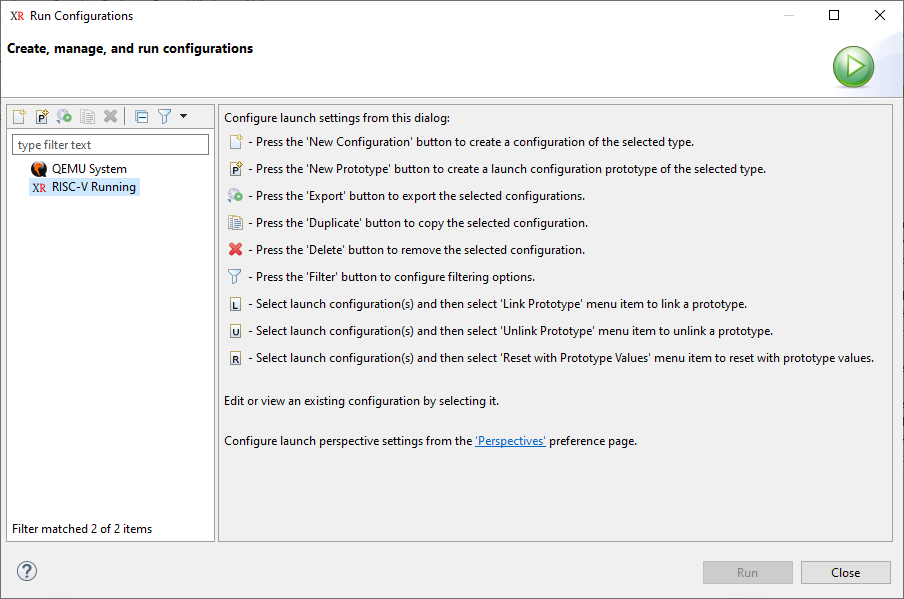 XR Run Configurations
Create, manage, and run configurations
P
type filter text
QEMU System
XR RISC-V Running
Filter matched 2 of 2 items
Configure launch settings from this dialog:
- Press the 'New Configuration' button to create a configuration of the selected type.
P - Press the 'New Prototype' button to create a launch configuration prototype of the selected type.
- Press the 'Export' button to export the selected configurations.
- Press the 'Duplicate' button to copy the selected configuration.
- Press the 'Delete' button to remove the selected configuration.
- Press the 'Filter' button to configure filtering options.
L - Select launch configuration(s) and then select 'Link Prototype' menu item to link a prototype.
U - Select launch configuration(s) and then select 'Unlink Prototype' menu item to unlink a prototype.
R - Select launch configuration(s) and then select 'Reset with Prototype Values' menu item to reset with prototype values.
Edit or view an existing configuration by selecting it.
Configure launch perspective settings from the 'Perspectives' preference page.
?
Run
Close